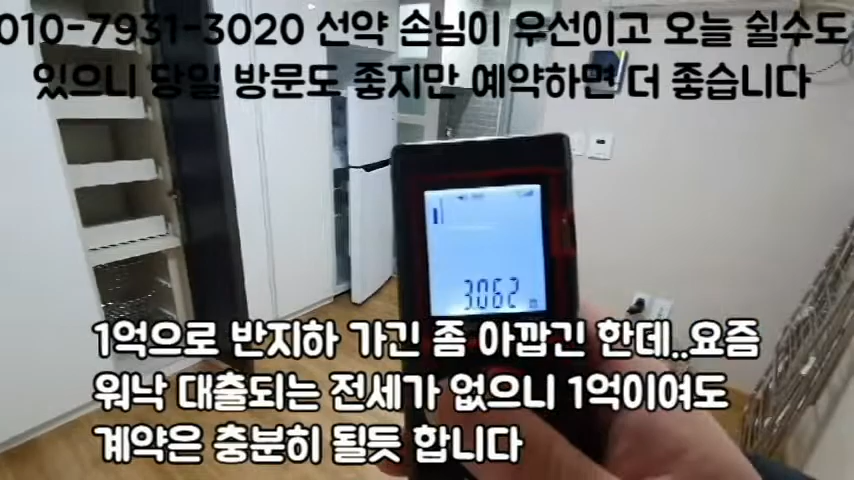 010-7931-3020 선약 손님이 우선이고 오늘 쉴수도
있으니 당일 방문도 좋지만 예약하면 더 좋습니다
3.062
1억으로 반지하 가긴 좀 아깝긴 한데..요즘
워낙 대출되는 전세가 없으니 1억이여도
계약은 충분히 될듯 합니다